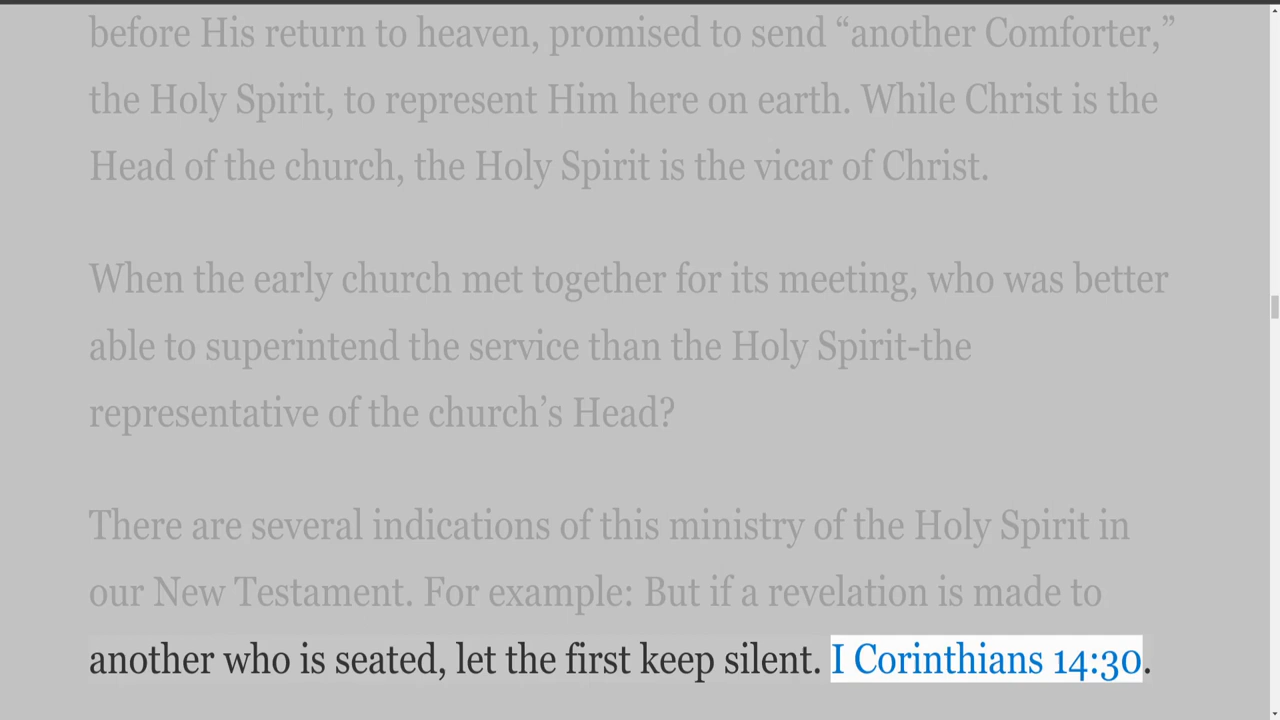 before His return to heaven, promised to send “another Comforter,”
the Holy Spirit, to represent Him here on earth. While Christ is the
Head of the church, the Holy Spirit is the vicar of Christ.
When the early church met together for its meeting, who was better
able to superintend the service than the Holy Spirit-the
representative of the church’s Head?
There are several indications of this ministry of the Holy Spirit in
our New Testament. For example: But if a revelation is made to
another who is seated, let the first keep silent. I Corinthians 14:30.